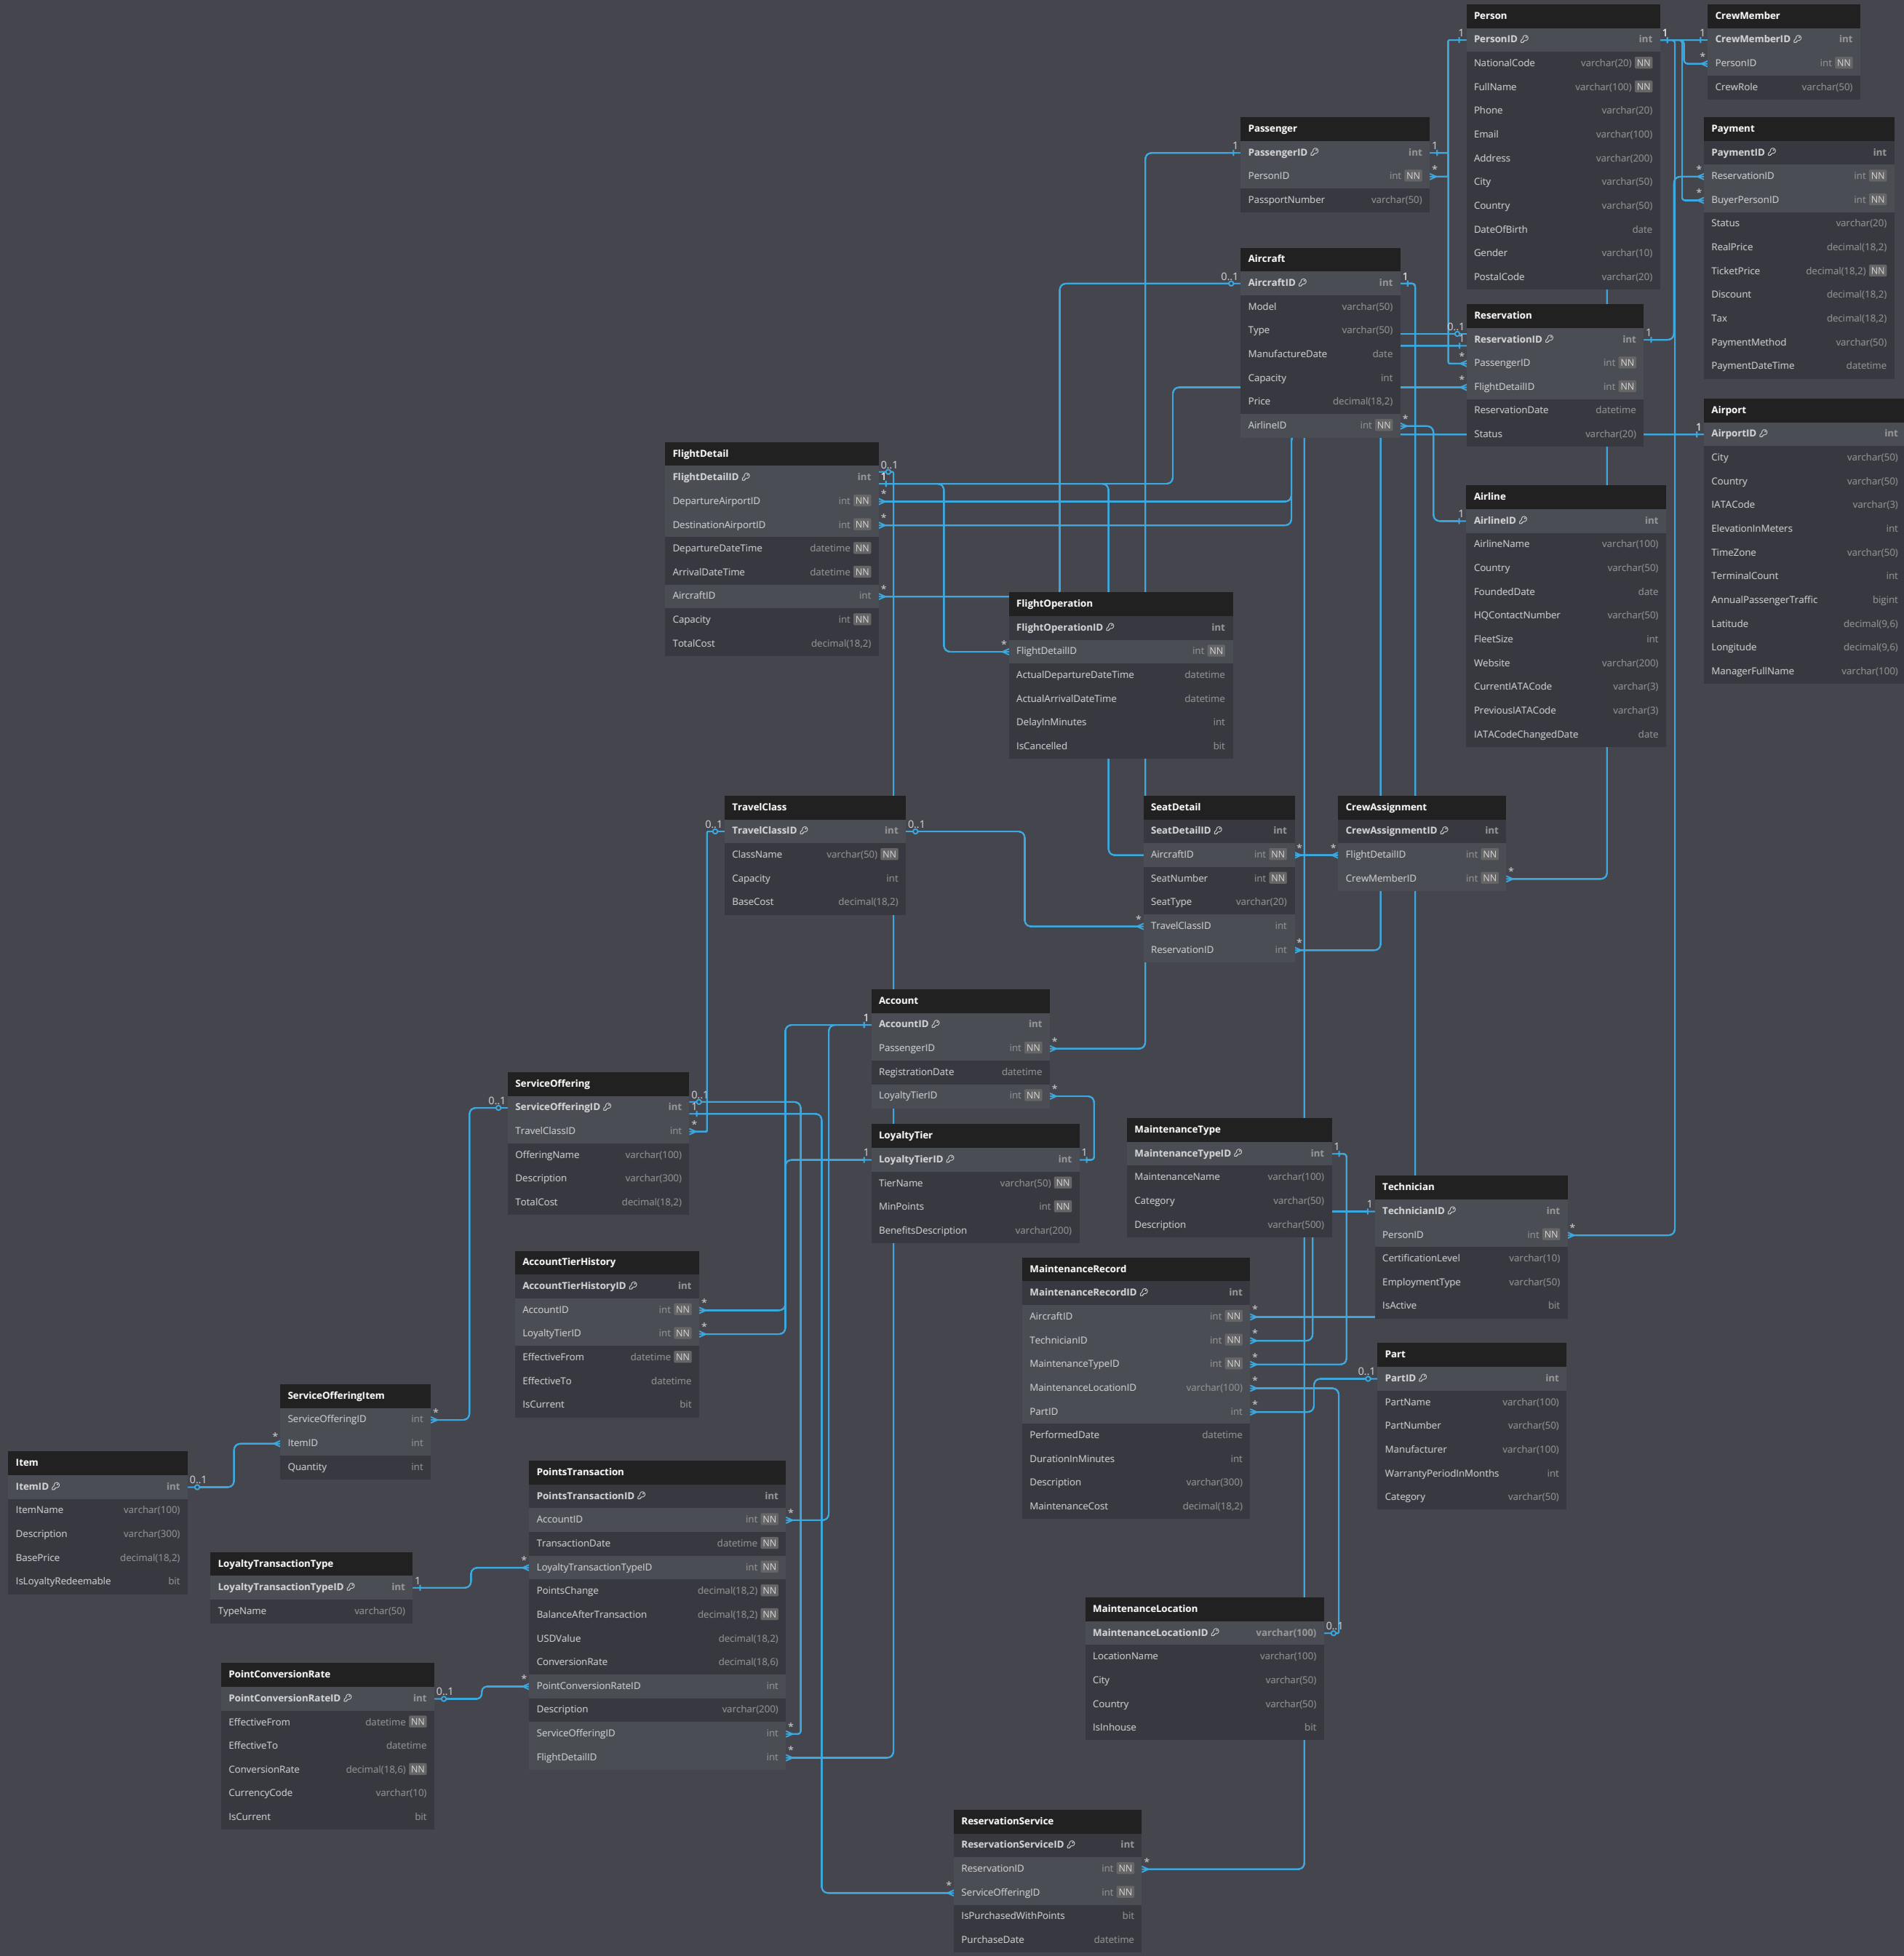 Person
PersonID int
NationalCode varchar(20) NN
FullName varchar(100) NN
Phone varchar(20)
Email varchar(100)
Address varchar(200)
City varchar(50)
Country varchar(50)
DateOfBirth date
Gender varchar(10)
PostalCode varchar(20)
CrewMember
CrewMemberID int
PersonID int NN
CrewRole varchar(50)
Passenger
PassengerID int
PersonID int NN
PassportNumber varchar(50)
Payment
PaymentID int
ReservationID int NN
BuyerPersonID int NN
Status varchar(20)
RealPrice decimal(18,2)
TicketPrice decimal(18,2) NN
Discount decimal(18,2)
Tax decimal(18,2)
PaymentMethod varchar(50)
PaymentDateTime datetime
Aircraft
AircraftID int
Model varchar(50)
Type varchar(50)
ManufactureDate date
Capacity int
Price decimal(18,2)
AirlineID int NN
Reservation
ReservationID int
PassengerID int NN
FlightDetailID int NN
ReservationDate datetime
Status varchar(20)
Airport
AirportID int
City varchar(50)
Country varchar(50)
IATACode varchar(3)
ElevationInMeters int
TimeZone varchar(50)
TerminalCount int
AnnualPassengerTraffic bigint
Latitude decimal(9,6)
Longitude decimal(9,6)
ManagerFullName varchar(100)
FlightDetail
FlightDetailID int
DepartureAirportID int NN
DestinationAirportID int NN
DepartureDateTime datetime NN
ArrivalDateTime datetime NN
AircraftID int
Capacity int NN
TotalCost decimal(18,2)
Airline
AirlineID int
AirlineName varchar(100)
Country varchar(50)
FoundedDate date
HQContactNumber varchar(50)
FleetSize int
Website varchar(200)
CurrentIATACode varchar(3)
PreviousIATACode varchar(3)
IATACodeChangedDate date
FlightOperation
FlightOperationID int
FlightDetailID int NN
ActualDepartureDateTime datetime
ActualArrivalDateTime datetime
DelayInMinutes int
IsCancelled bit
TravelClass
TravelClassID int
ClassName varchar(50) NN
Capacity int
BaseCost decimal(18,2)
SeatDetail
SeatDetailID int
AircraftID int NN
SeatNumber int NN
SeatType varchar(20)
TravelClassID int
ReservationID int
CrewAssignment
CrewAssignmentID int
FlightDetailID int NN
CrewMemberID int NN
Account
AccountID int
PassengerID int NN
RegistrationDate datetime
LoyaltyTierID int NN
ServiceOffering
ServiceOfferingID int
TravelClassID int
OfferingName varchar(100)
Description varchar(300)
TotalCost decimal(18,2)
LoyaltyTier
LoyaltyTierID int
TierName varchar(50) NN
MinPoints int NN
BenefitsDescription varchar(200)
MaintenanceType
MaintenanceTypeID int
MaintenanceName varchar(100)
Category varchar(50)
Description varchar(500)
Technician
TechnicianID int
PersonID int NN
CertificationLevel varchar(10)
EmploymentType varchar(50)
IsActive bit
AccountTierHistory
AccountTierHistoryID int
AccountID int NN
LoyaltyTierID int NN
EffectiveFrom datetime NN
EffectiveTo datetime
IsCurrent bit
MaintenanceRecord
MaintenanceRecordID int
AircraftID int NN
TechnicianID int NN
MaintenanceTypeID int NN
MaintenanceLocationID varchar(100)
PartID int
PerformedDate datetime
DurationInMinutes int
Description varchar(300)
MaintenanceCost decimal(18,2)
Part
PartID int
PartName varchar(100)
PartNumber varchar(50)
Manufacturer varchar(100)
WarrantyPeriodInMonths int
Category varchar(50)
ServiceOfferingItem
ServiceOfferingID int
ItemID int
Quantity int
Item
ItemID int
ItemName varchar(100)
Description varchar(300)
BasePrice decimal(18,2)
IsLoyaltyRedeemable bit
PointsTransaction
PointsTransactionID int
AccountID int NN
TransactionDate datetime NN
LoyaltyTransactionTypeID int NN
PointsChange decimal(18,2) NN
BalanceAfterTransaction decimal(18,2) NN
USDValue decimal(18,2)
ConversionRate decimal(18,6)
PointConversionRateID int
Description varchar(200)
ServiceOfferingID int
FlightDetailID int
LoyaltyTransactionType
LoyaltyTransactionTypeID int
TypeName varchar(50)
MaintenanceLocation
MaintenanceLocationID varchar(100)
LocationName varchar(100)
City varchar(50)
Country varchar(50)
IsInhouse bit
PointConversionRate
PointConversionRateID int
EffectiveFrom datetime NN
EffectiveTo datetime
ConversionRate decimal(18,6) NN
CurrencyCode varchar(10)
IsCurrent bit
ReservationService
ReservationServiceID int
ReservationID int NN
ServiceOfferingID int NN
IsPurchasedWithPoints bit
PurchaseDate datetime